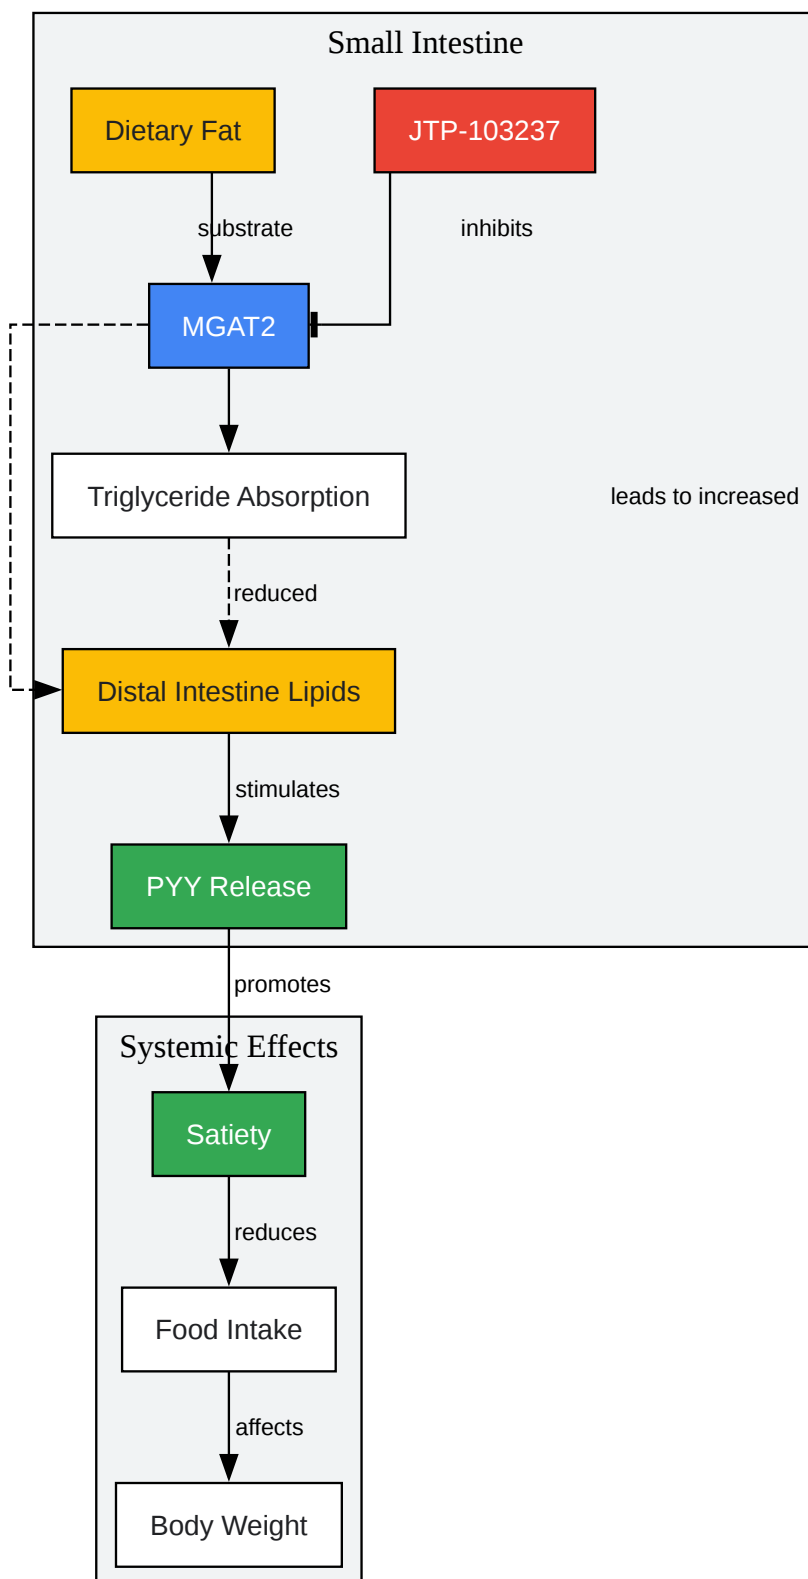 Small Intestine
Dietary Fat
JTP-103237
substrate
inhibits
MGAT2
Triglyceride Absorption
leads to increased
reduced
Distal Intestine Lipids
stimulates
PYY Release
promotes
Systemic Effects
Satiety
reduces
Food Intake
affects
Body Weight